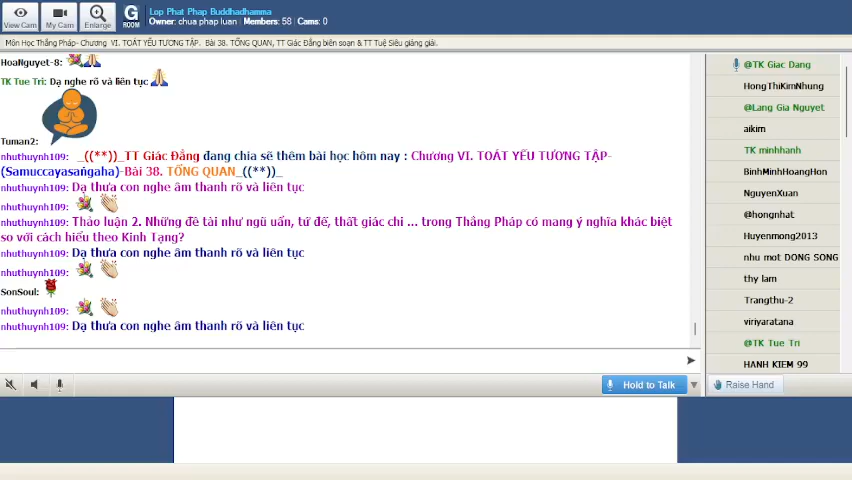 View Cam
My Cam
Enlarge
G
ROOM
Lop Phat Phap Buddhadhamma
Owner: chua phap luan | Members: 58 | Cams: 0
Môn Học Thắng Pháp- Chương VI. TOÁT YẾU TƯƠNG TẬP. Bài 38. TỔNG QUAN, TT Giác Đẳng biên soạn & TT Tuệ Siêu giảng giải.
HoaNguyet-8:
TK Tue Tri: Dạ nghe rõ và liên tục
Tuman2:
nhuthuynh109: _((**))_TT Giác Đẳng đang chia sẽ thêm bài học hôm nay : Chương VI. TOÁT YẾU TƯƠNG TẬP-
(Samuccayasaṅgaha)-Bài 38. TỔNG QUAN_((**))_
nhuthuynh109: Dạ thưa con nghe âm thanh rõ và liên tục
nhuthuynh109:
nhuthuynh109: Thảo luận 2. Những đề tài như ngũ uẩn, tứ đế, thất giác chi ... trong Thắng Pháp có mang ý nghĩa khác biệt
so với cách hiểu theo Kinh Tạng?
nhuthuynh109: Dạ thưa con nghe âm thanh rõ và liên tục
nhuthuynh109:
SonSoul:
nhuthuynh109:
nhuthuynh109: Dạ thưa con nghe âm thanh rõ và liên tục
Hold to Talk
@TK Giac Dang
HongThiKimNhung
@Lang Gia Nguyet
aikim
TK minhhanh
BinhMinhHoangHon
NguyenXuan
@hongnhat
Huyenmong2013
nhu mot DONG SONG
thy lam
Trangthu-2
viriyaratana
@TK Tue Tri
HANH KIEM 99
Raise Hand